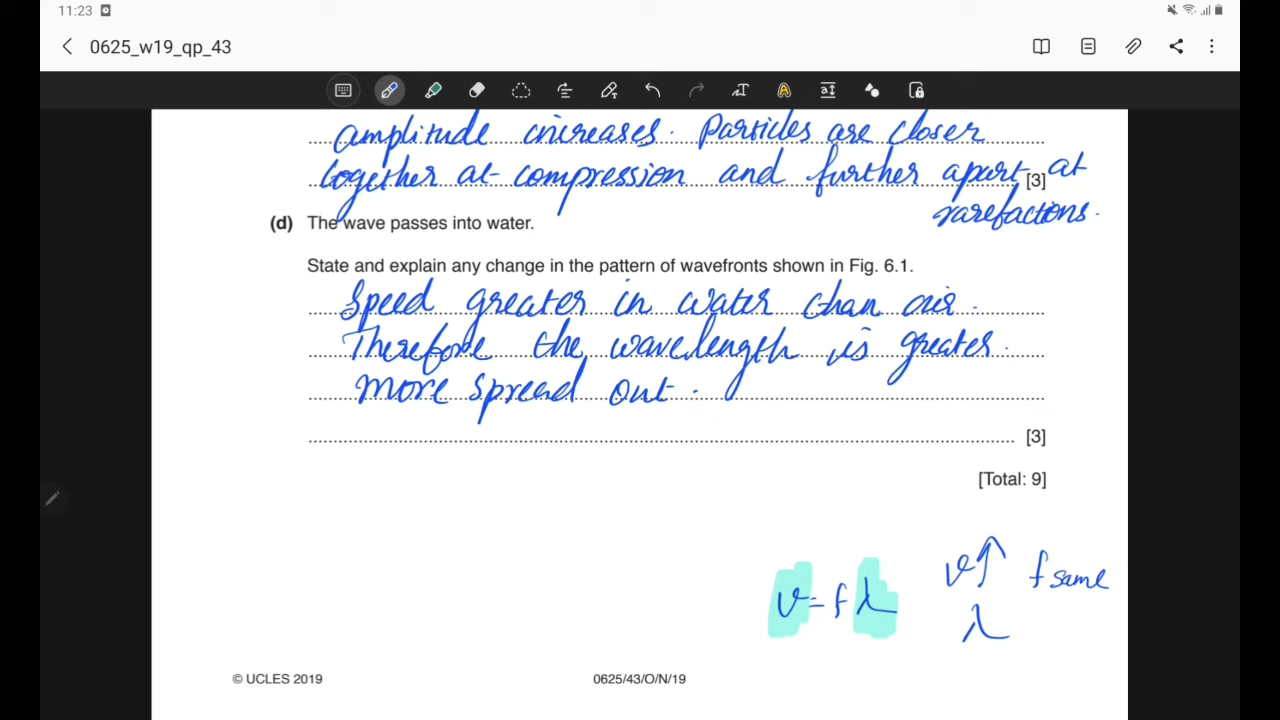 11:23
0625_w19_qp_43
amplitude increases. Particles are closer
together at compression and further apart at
[3]
rarefactions.
(d) The wave passes into water.
State and explain any change in the pattern of wavefronts shown in Fig. 6.1.
Speed greater in water than air.
Therefore the wavelength is greater.
more spread out.
[3]
[Total: 9]
v = f λ
v↑ f same
λ
© UCLES 2019
0625/43/O/N/19